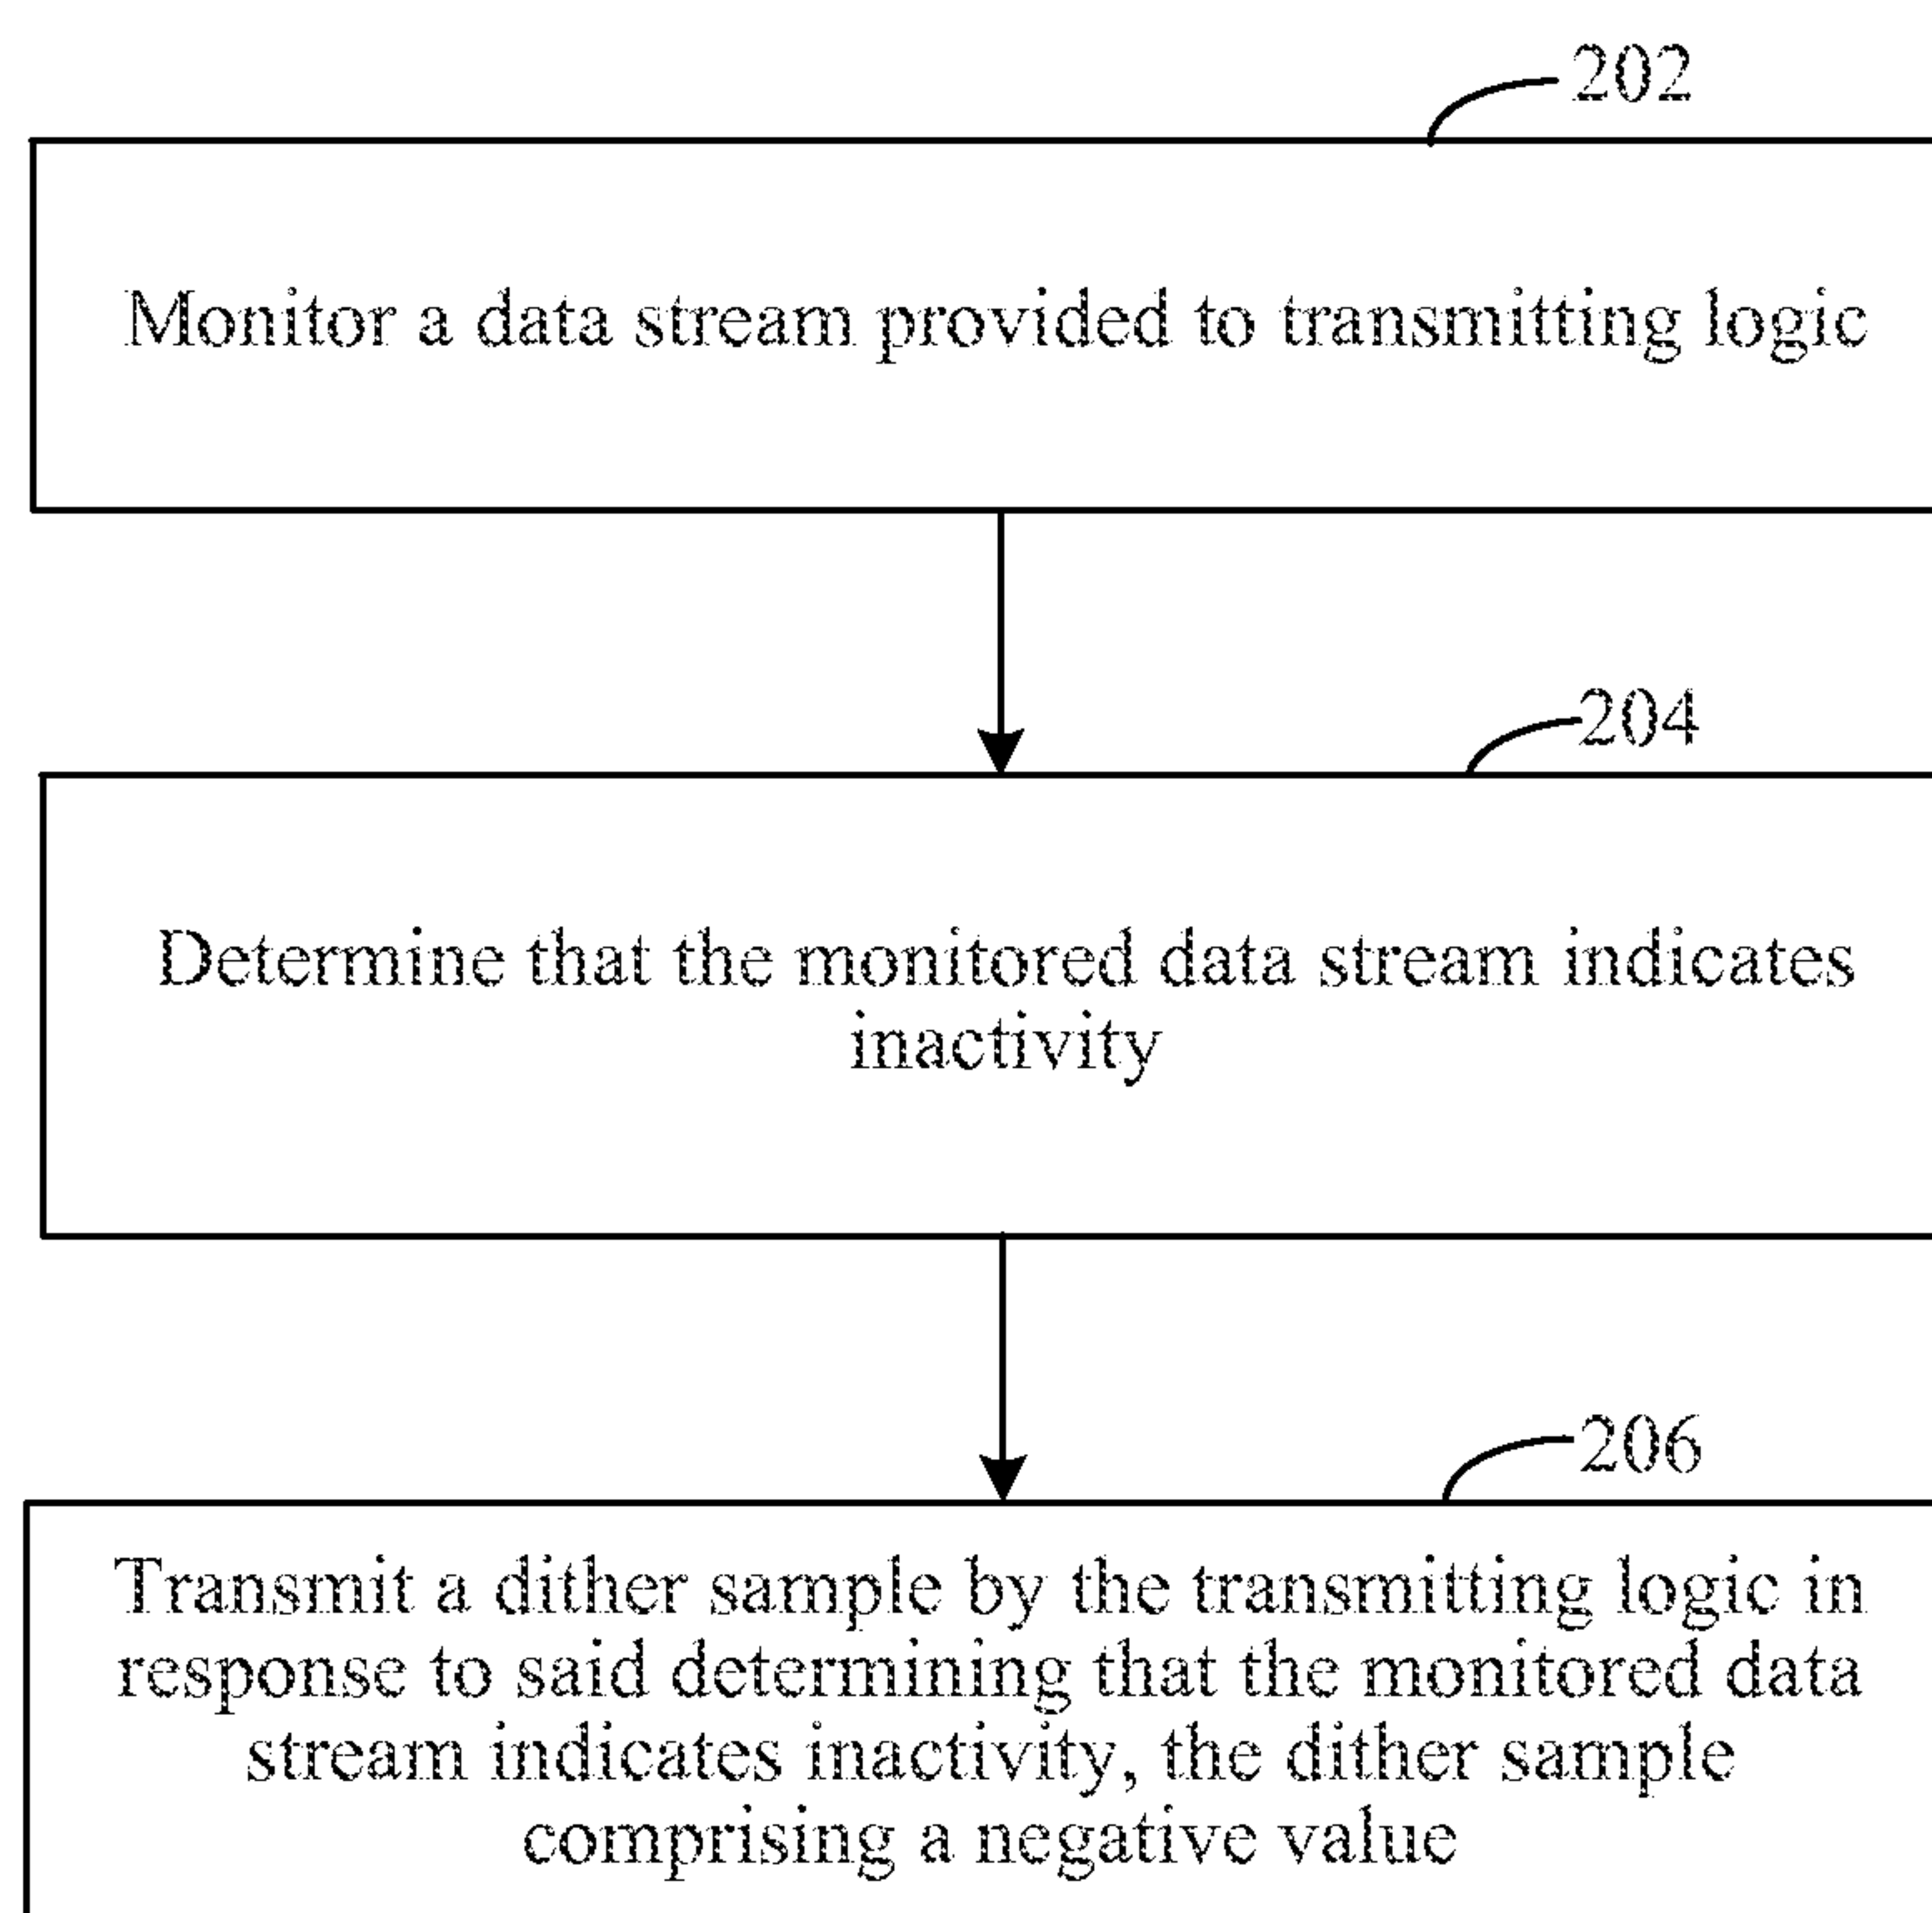 202
Monitor a data stream provided to transmitting logic
204
Determine that the monitored data stream indicates
inactivity
206
Transmit a dither sample by the transmitting logic in
response to said determining that the monitored data
stream indicates inactivity, the dither sample
comprising a negative value